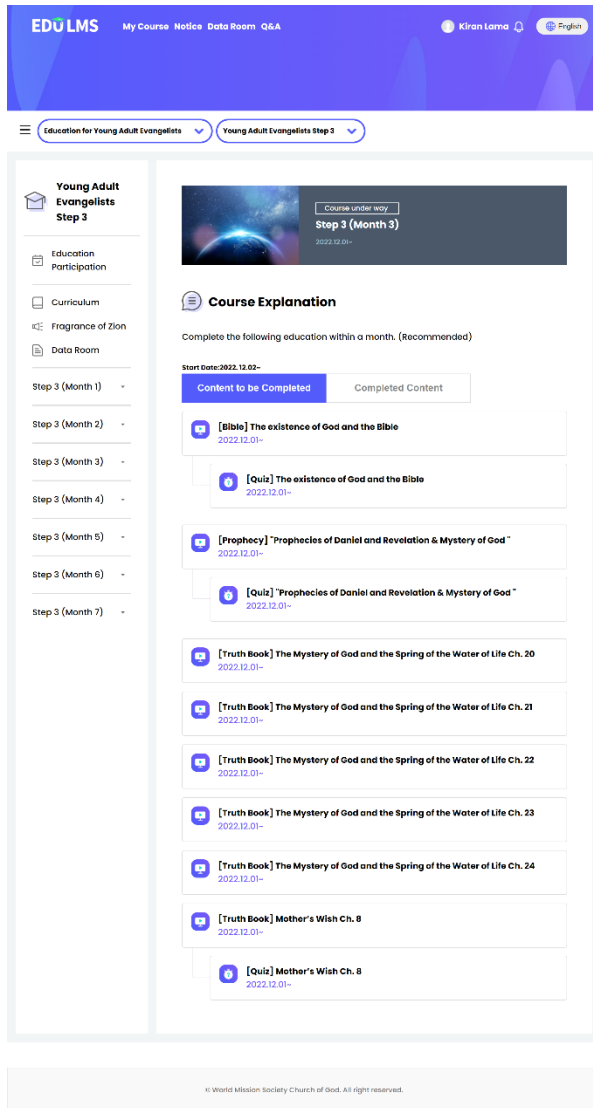 EDU LMS My Course Notice Data Room Q&A Kiran Lama English
Education for Young Adult Evangelists Young Adult Evangelists Step 3
Young Adult
Evangelists
Step 3
Education
Participation
Curriculum
Fragrance of Zion
Data Room
Step 3 (Month 1)
Step 3 (Month 2)
Step 3 (Month 3)
Step 3 (Month 4)
Step 3 (Month 5)
Step 3 (Month 6)
Step 3 (Month 7)
Course under way
Step 3 (Month 3)
2022.12.01~
Course Explanation
Complete the following education within a month. (Recommended)
Start Date:2022. 12.02~
Content to be Completed Completed Content
[Bible] The existence of God and the Bible
2022.12.01~
[Quiz] The existence of God and the Bible
2022.12.01~
[Prophecy] "Prophecies of Daniel and Revelation & Mystery of God "
2022.12.01~
[Quiz] "Prophecies of Daniel and Revelation & Mystery of God "
2022.12.01~
[Truth Book] The Mystery of God and the Spring of the Water of Life Ch. 20
2022.12.01~
[Truth Book] The Mystery of God and the Spring of the Water of Life Ch. 21
2022.12.01~
[Truth Book] The Mystery of God and the Spring of the Water of Life Ch. 22
2022.12.01~
[Truth Book] The Mystery of God and the Spring of the Water of Life Ch. 23
2022.12.01~
[Truth Book] The Mystery of God and the Spring of the Water of Life Ch. 24
2022.12.01~
[Truth Book] Mother's Wish Ch. 8
2022.12.01~
[Quiz] Mother's Wish Ch. 8
2022.12.01~
© World Mission Society Church of God. All right reserved.